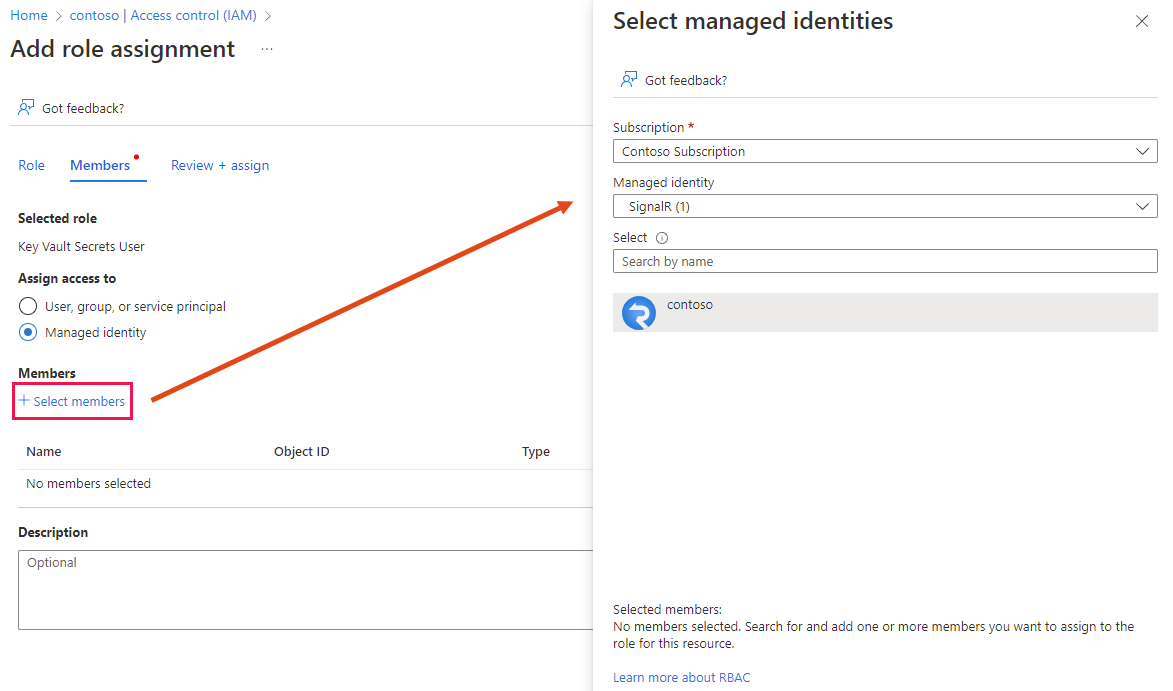 Home > contoso | Access control (IAM) >
Add role assignment ...
Got feedback?
Role Members Review + assign
Selected role
Key Vault Secrets User
Assign access to
User, group, or service principal
Managed identity
Members
+ Select members
Name Object ID Type
No members selected
Description
Optional
Select managed identities
Got feedback?
Subscription *
Contoso Subscription
Managed identity
SignalR (1)
Select
Search by name
contoso
Selected members:
No members selected. Search for and add one or more members you want to assign to the
role for this resource.
Learn more about RBAC